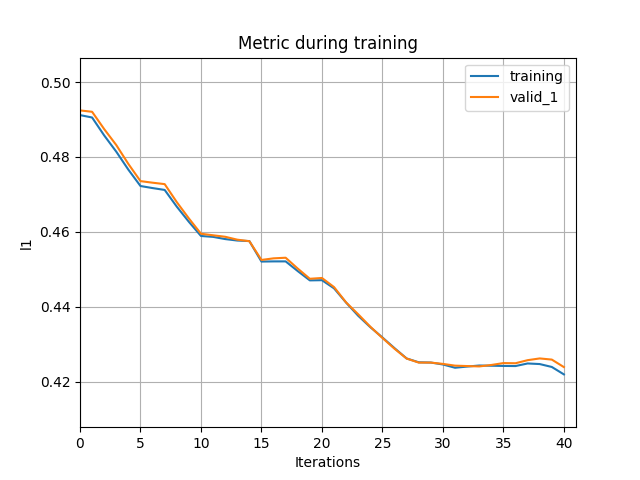 Metric during training
training
valid_1
0.50
0.48
0.46
0.44
0.42
l1
0 5 10 15 20 25 30 35 40
Iterations